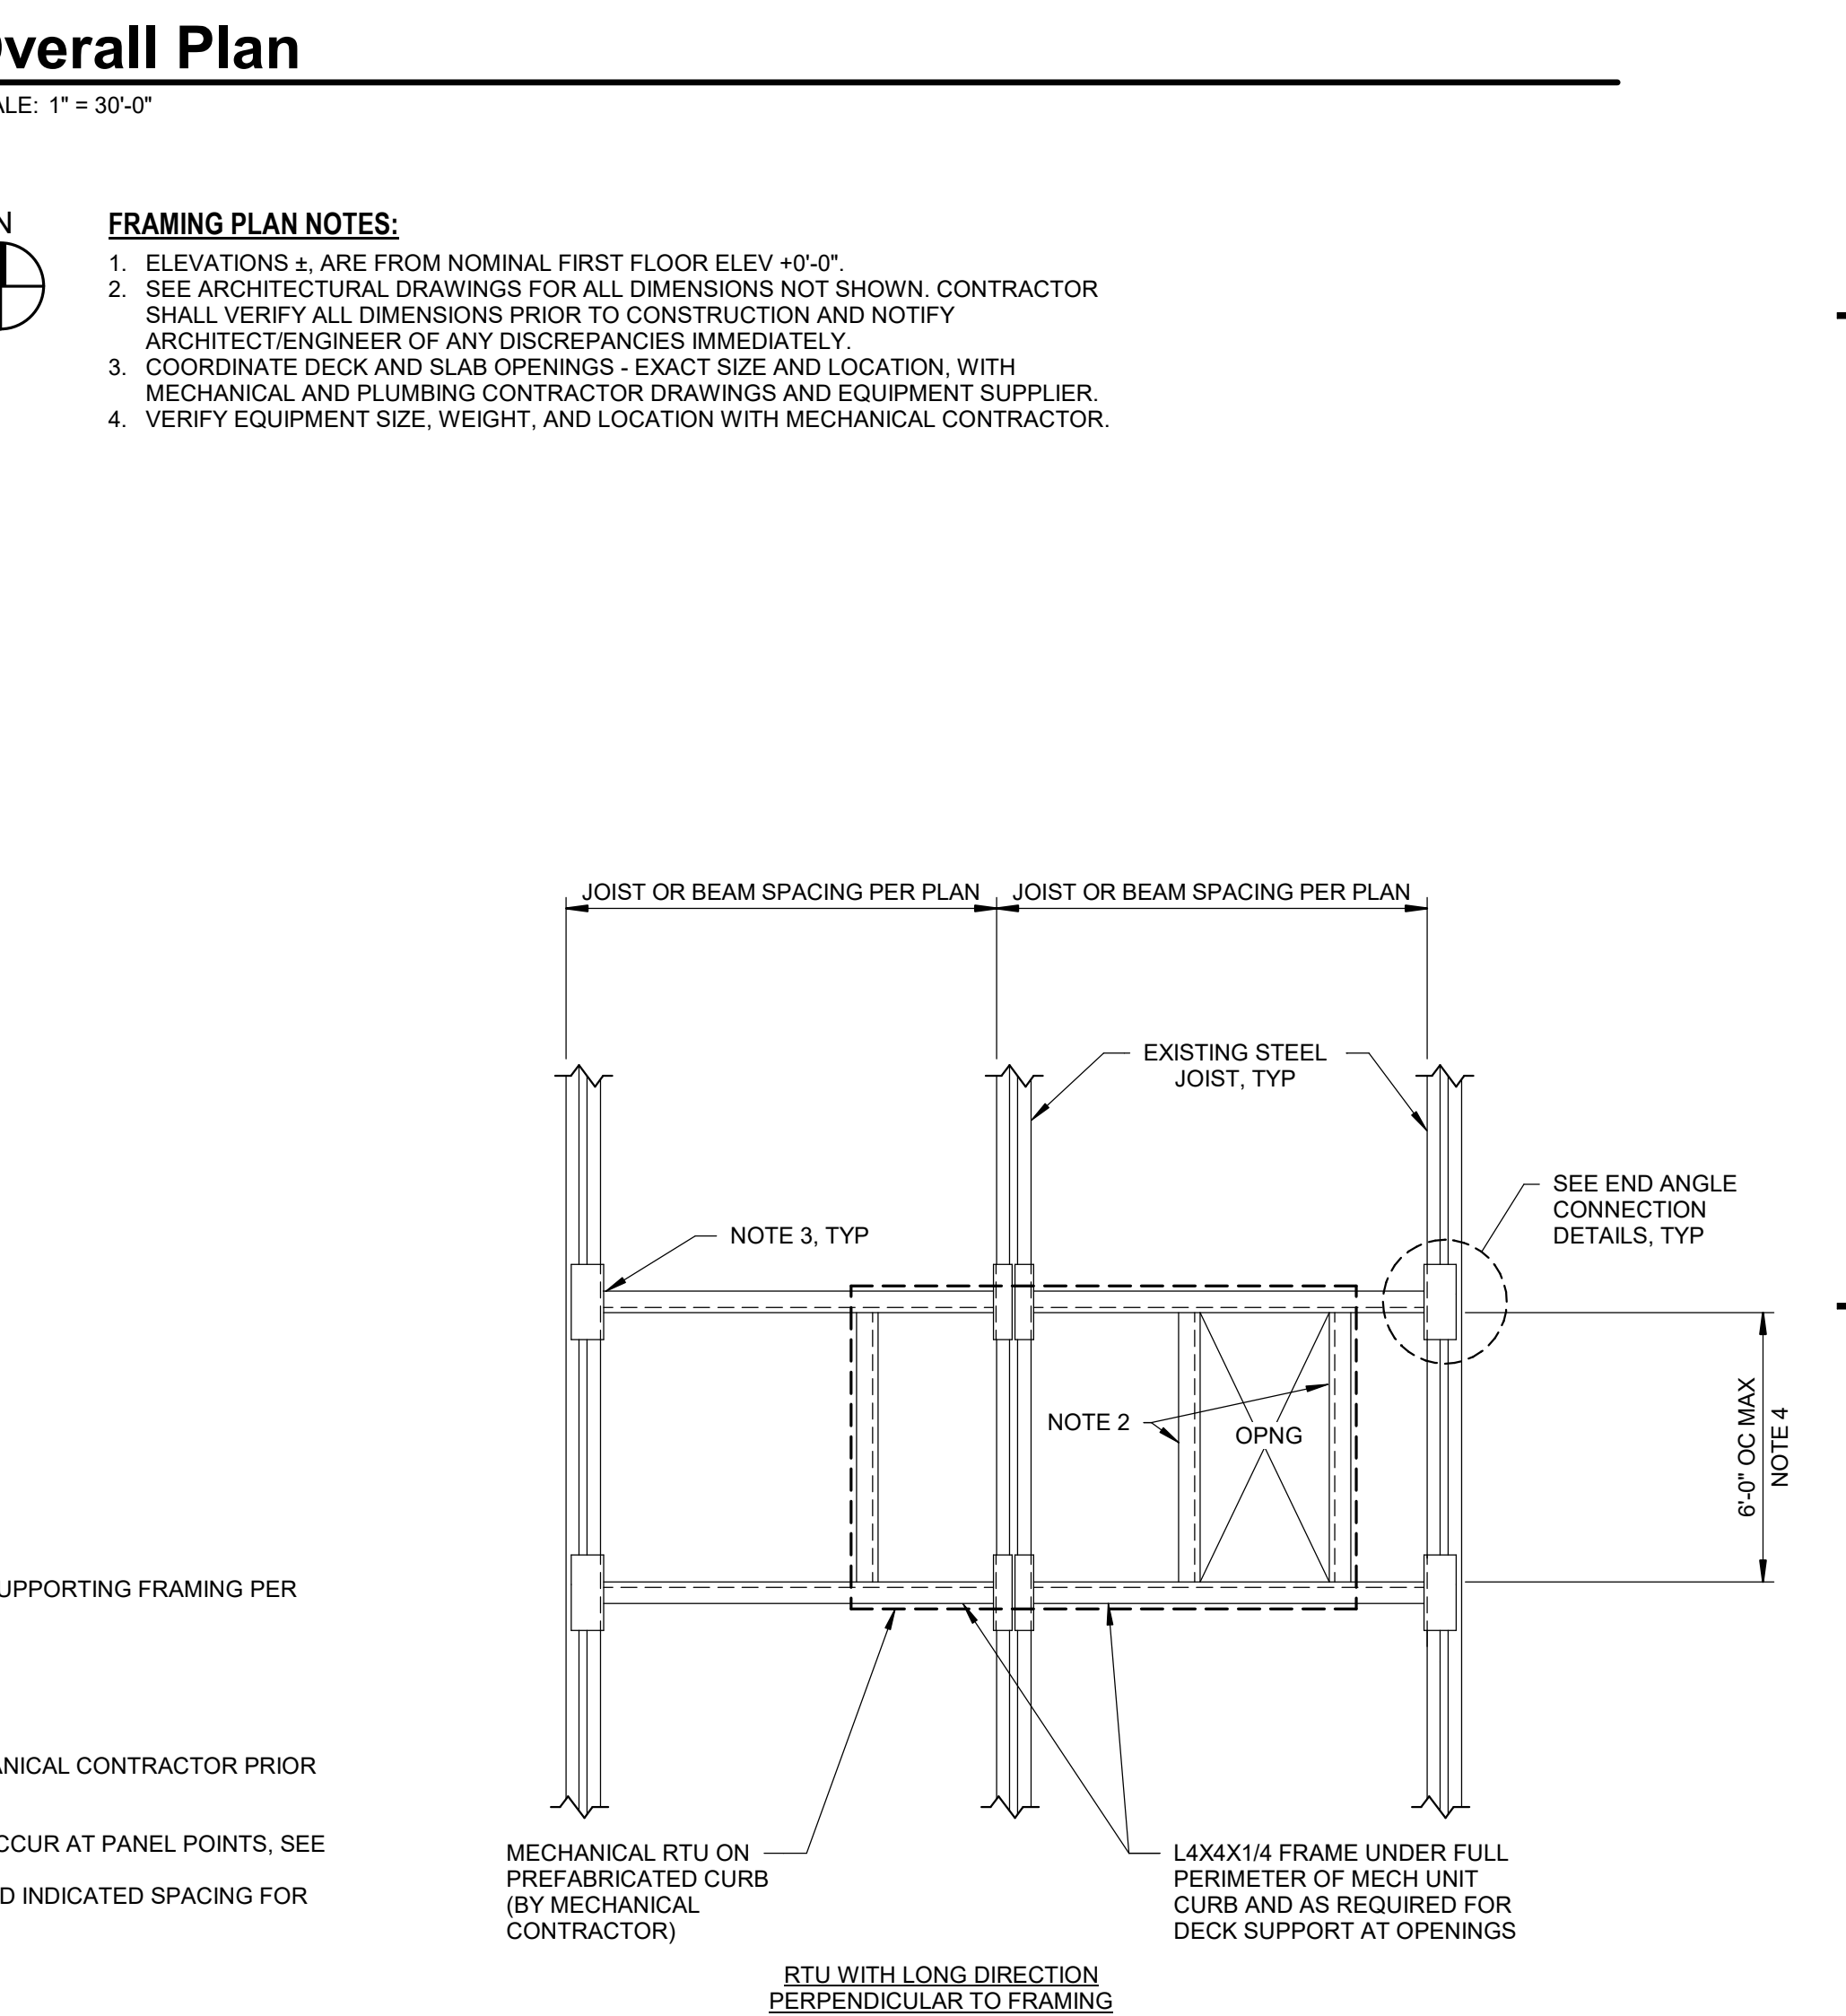 verall Plan
ALE: 1" = 30'-0"
N
FRAMING PLAN NOTES:
1. ELEVATIONS ±, ARE FROM NOMINAL FIRST FLOOR ELEV +0'-0".
2. SEE ARCHITECTURAL DRAWINGS FOR ALL DIMENSIONS NOT SHOWN. CONTRACTOR
SHALL VERIFY ALL DIMENSIONS PRIOR TO CONSTRUCTION AND NOTIFY
ARCHITECT/ENGINEER OF ANY DISCREPANCIES IMMEDIATELY.
3. COORDINATE DECK AND SLAB OPENINGS - EXACT SIZE AND LOCATION, WITH
MECHANICAL AND PLUMBING CONTRACTOR DRAWINGS AND EQUIPMENT SUPPLIER.
4. VERIFY EQUIPMENT SIZE, WEIGHT, AND LOCATION WITH MECHANICAL CONTRACTOR.
JOIST OR BEAM SPACING PER PLAN
JOIST OR BEAM SPACING PER PLAN
EXISTING STEEL
JOIST, TYP
SEE END ANGLE
CONNECTION
DETAILS, TYP
NOTE 3, TYP
NOTE 2
OPNG
6'-0" OC MAX
NOTE 4
UPPORTING FRAMING PER
ANICAL CONTRACTOR PRIOR
CCUR AT PANEL POINTS, SEE
D INDICATED SPACING FOR
MECHANICAL RTU ON
PREFABRICATED CURB
(BY MECHANICAL
CONTRACTOR)
L4X4X1/4 FRAME UNDER FULL
PERIMETER OF MECH UNIT
CURB AND AS REQUIRED FOR
DECK SUPPORT AT OPENINGS
RTU WITH LONG DIRECTION
PERPENDICULAR TO FRAMING